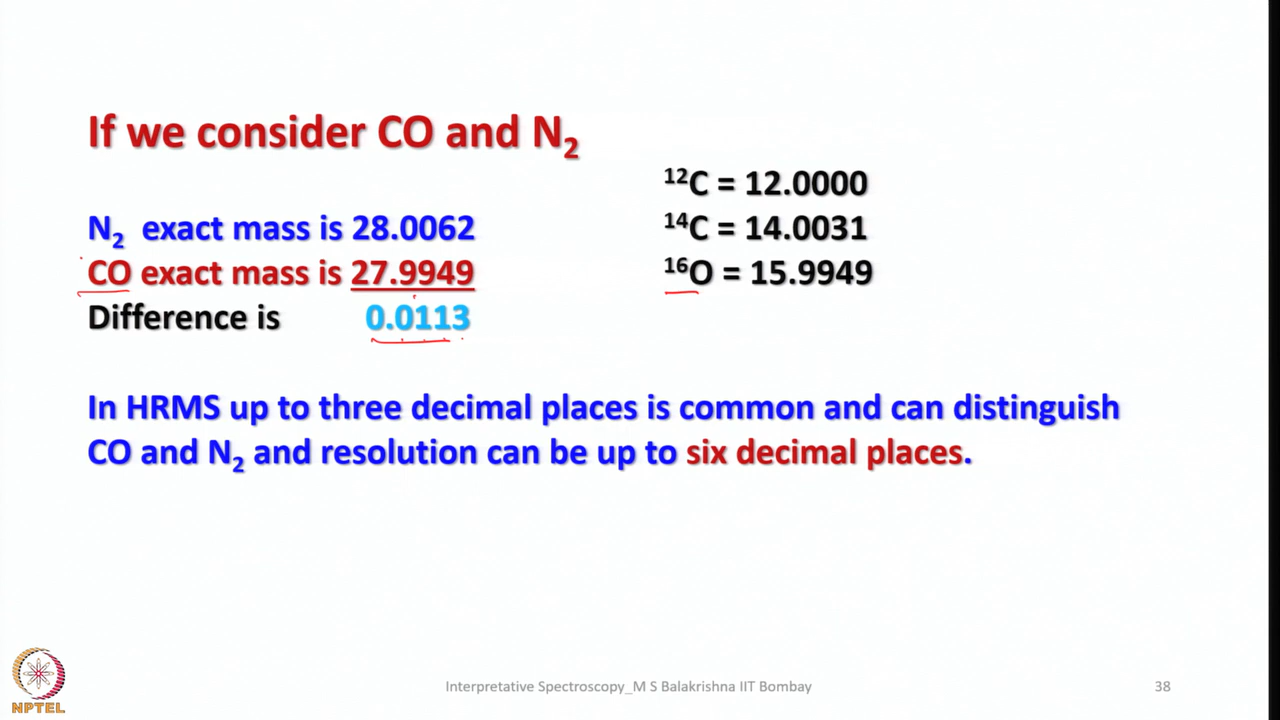 If we consider CO and N₂
¹²C = 12.0000
N₂ exact mass is 28.0062
¹⁴C = 14.0031
CO exact mass is 27.9949
¹⁶O = 15.9949
Difference is 0.0113
In HRMS up to three decimal places is common and can distinguish
CO and N₂ and resolution can be up to six decimal places.
Interpretative Spectroscopy_M S Balakrishna IIT Bombay
38
NPTEL